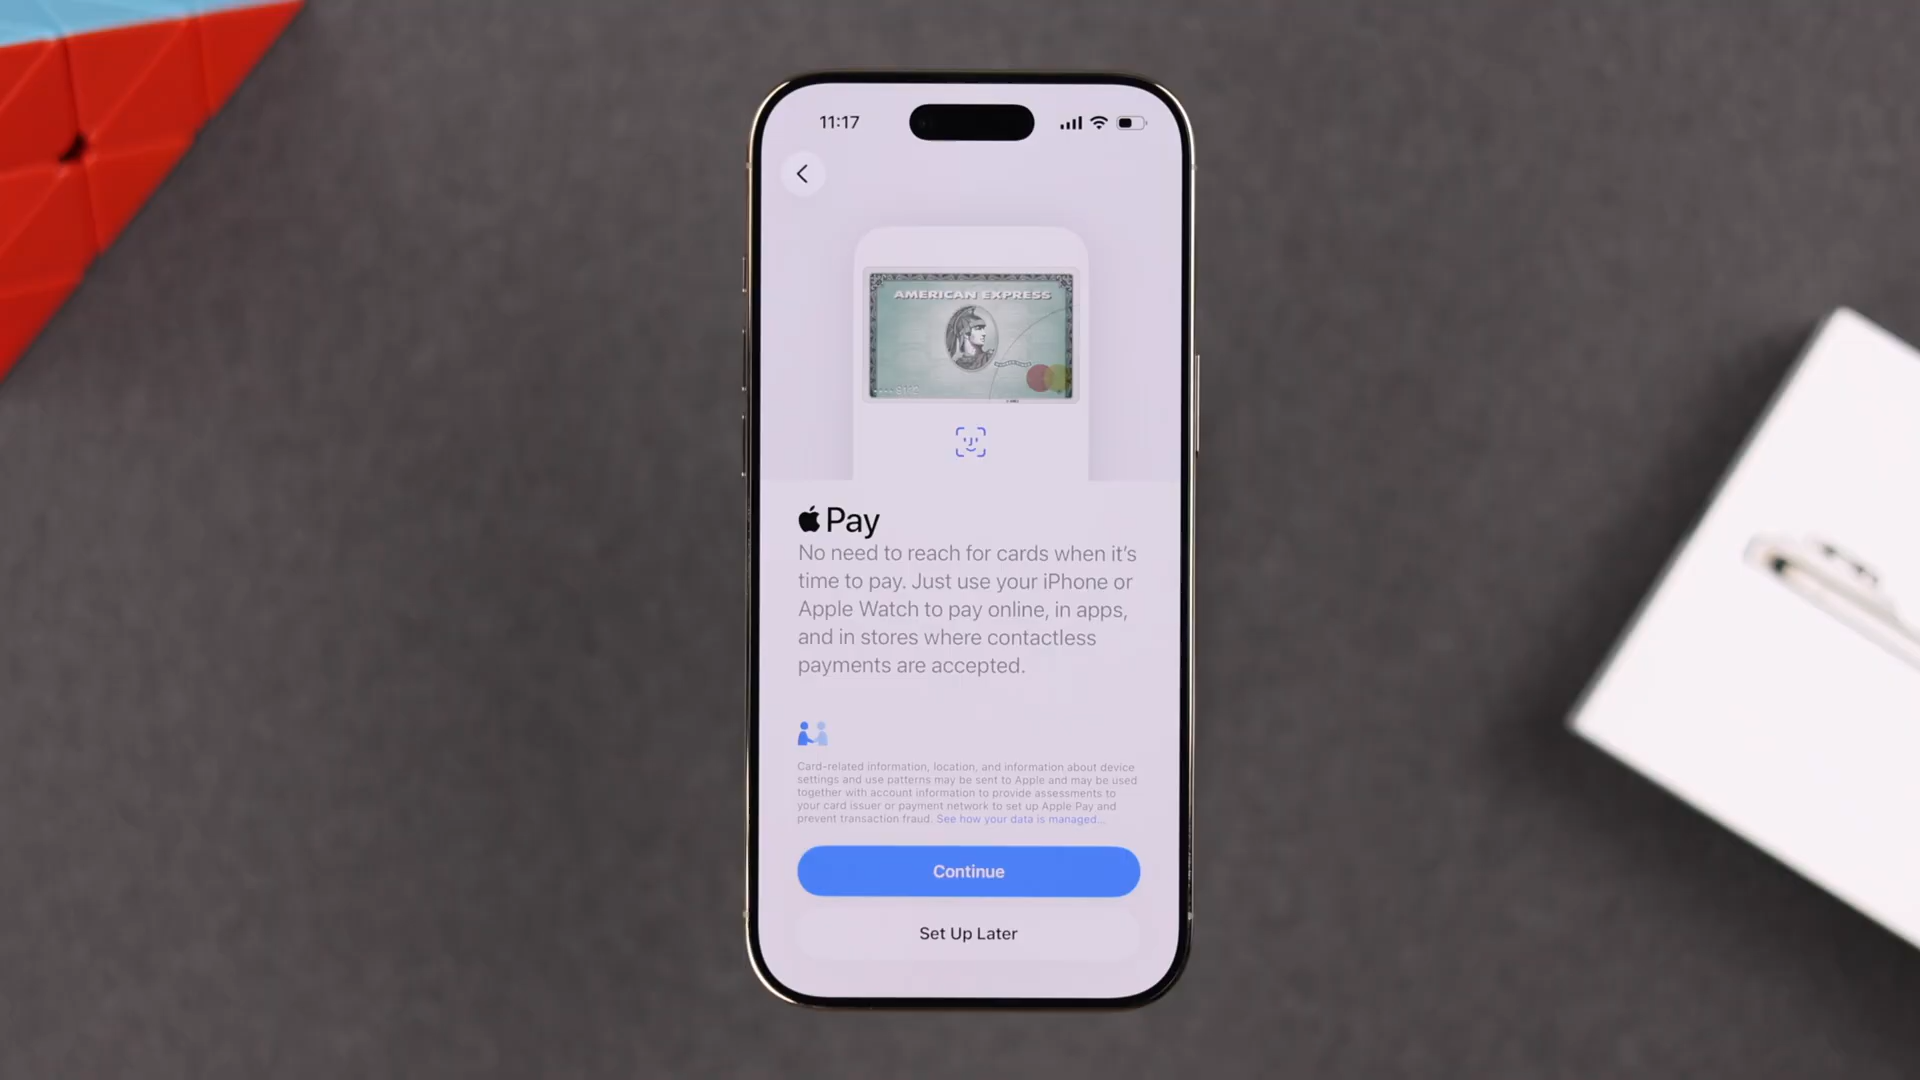 11:17
AMERICAN EXPRESS
Pay
No need to reach for cards when it's
time to pay. Just use your iPhone or
Apple Watch to pay online, in apps,
and in stores where contactless
payments are accepted.
Card-related information, location, and information about device
settings and use patterns may be sent to Apple and may be used
together with account information to provide assessments to
your card issuer or payment network to set up Apple Pay and
prevent transaction fraud. See how your data is managed...
Continue
Set Up Later